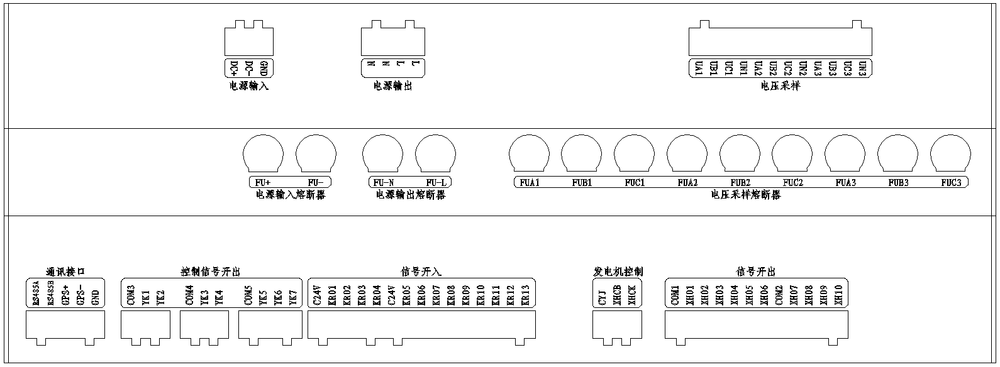 DC+ DC- GND
电源输入
N N L L
电源输出
UA1 UB1 UC1 UN1 UA2 UB2 UC2 UN2 UA3 UB3 UC3 UN3
电压采样
FU+ FU-
电源输入熔断器
FU-N FU-L
电源输出熔断器
FUA1 FUB1 FUC1 FUA2 FUB2 FUC2 FUA3 FUB3 FUC3
电压采样熔断器
通讯接口
RS485A RS485B GPS+ GPS- GND
控制信号开出
COM3 YK1 YK2 COM4 YK3 YK4 COM5 YK5 YK6 YK7
信号开入
C24V KR01 KR02 KR03 KR04 C24V KR05 KR06 KR07 KR08 KR09 KR10 KR11 KR12 KR13
发电机控制
CYJ XHCB XHCK
信号开出
COM1 XH01 XH02 XH03 XH04 XH05 XH06 COM2 XH07 XH08 XH09 XH10